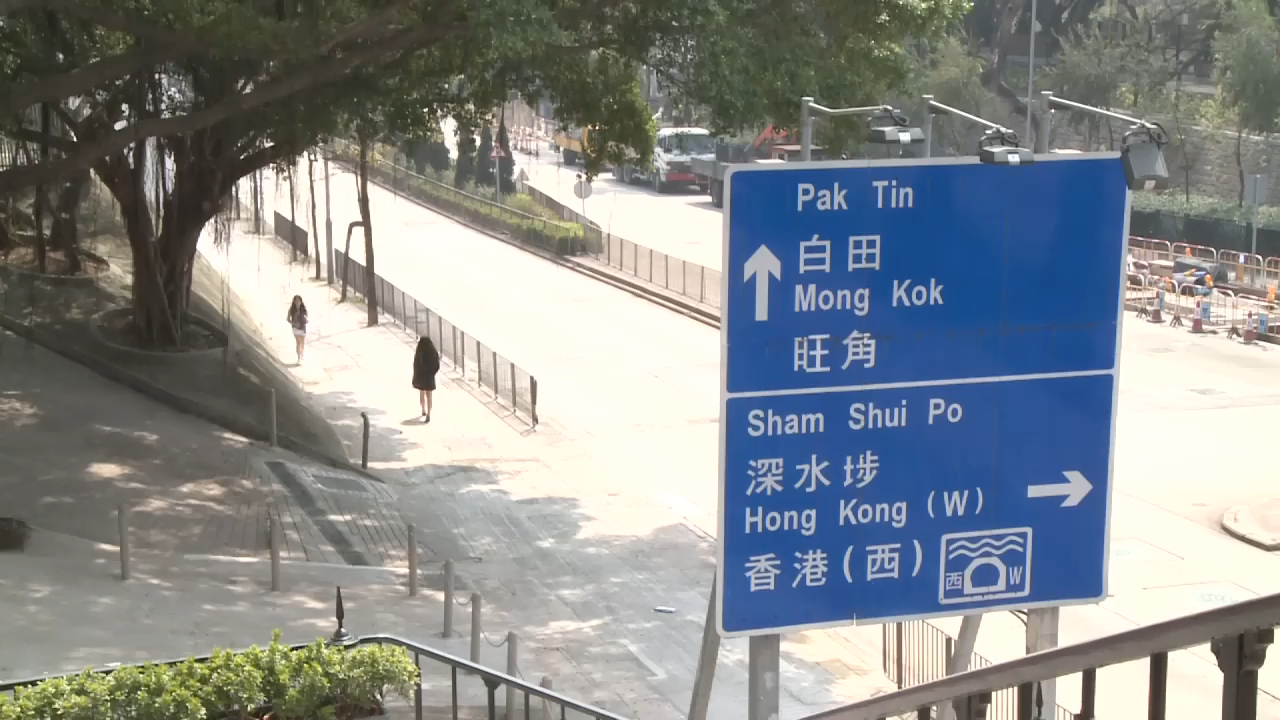 Pak Tin
白田
Mong Kok
旺角
Sham Shui Po
深水埗
Hong Kong (W)
香港(西)
西 W